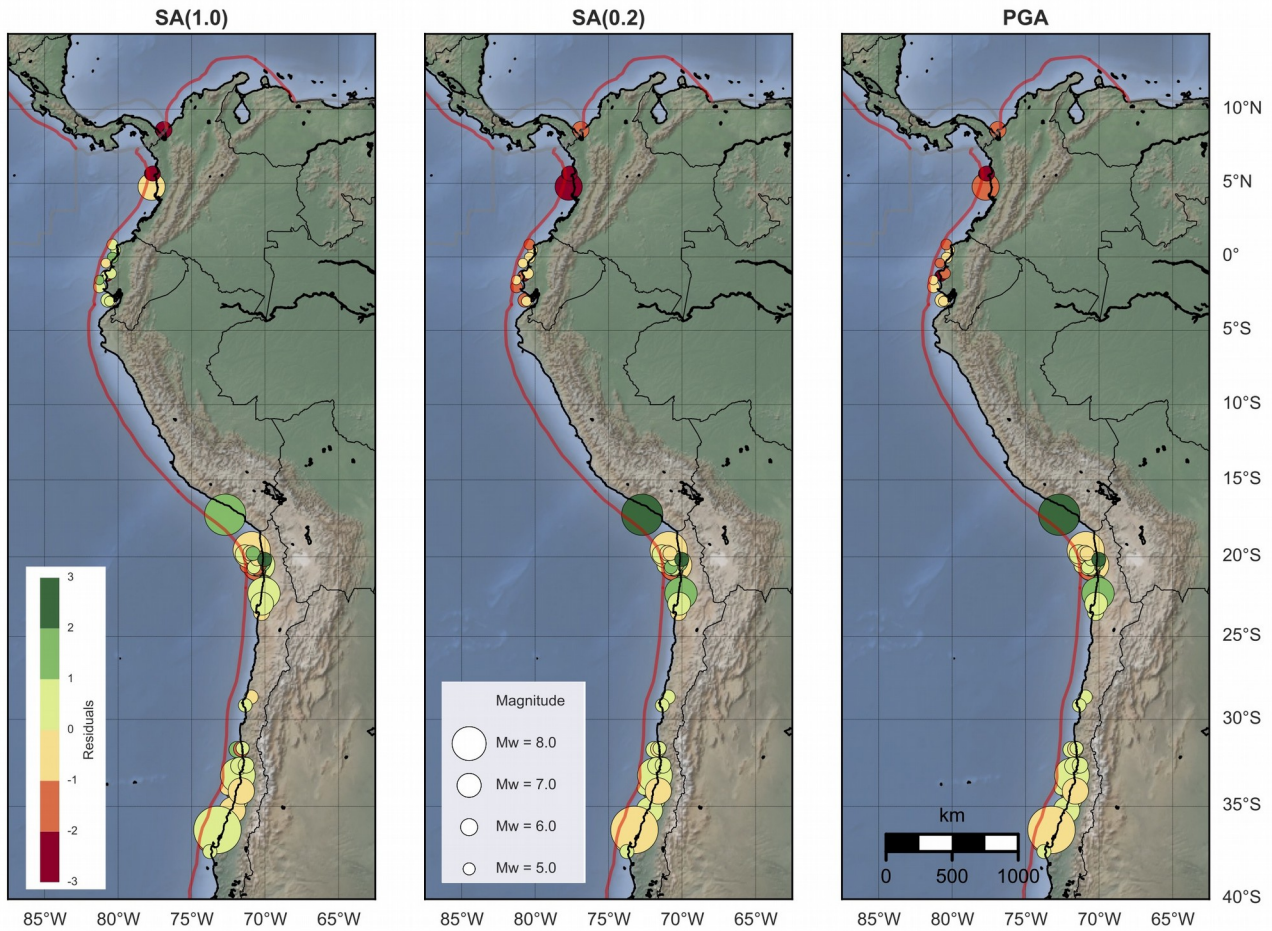 SA(1.0)
SA(0.2)
PGA
10°N
5°N
0°
5°S
10°S
15°S
20°S
25°S
30°S
35°S
40°S
3
2
1
0
-1
-2
-3
Residuals
Magnitude
Mw = 8.0
Mw = 7.0
Mw = 6.0
Mw = 5.0
km
0 500 1000
85°W 80°W 75°W 70°W 65°W
85°W 80°W 75°W 70°W 65°W
85°W 80°W 75°W 70°W 65°W